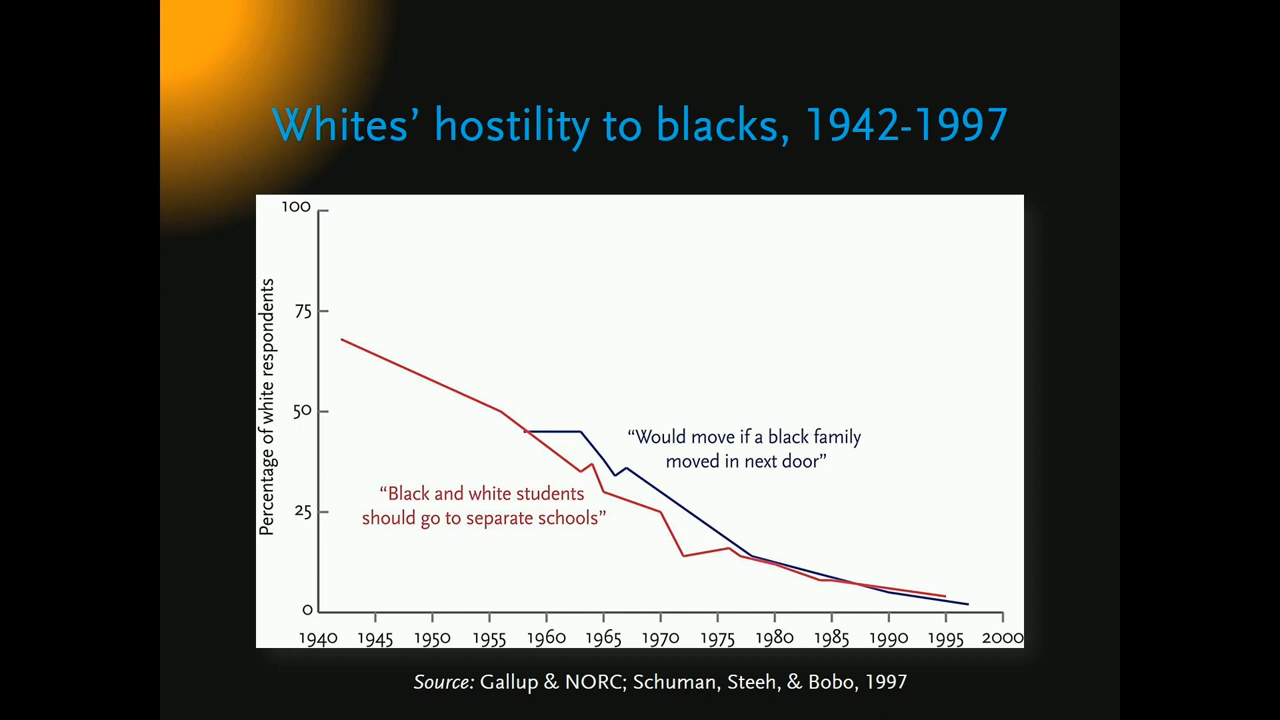 Whites’ hostility to blacks, 1942-1997
Percentage of white respondents
100
75
50
25
0
“Would move if a black family
moved in next door”
“Black and white students
should go to separate schools”
1940 1945 1950 1955 1960 1965 1970 1975 1980 1985 1990 1995 2000
Source: Gallup & NORC; Schuman, Steeh, & Bobo, 1997